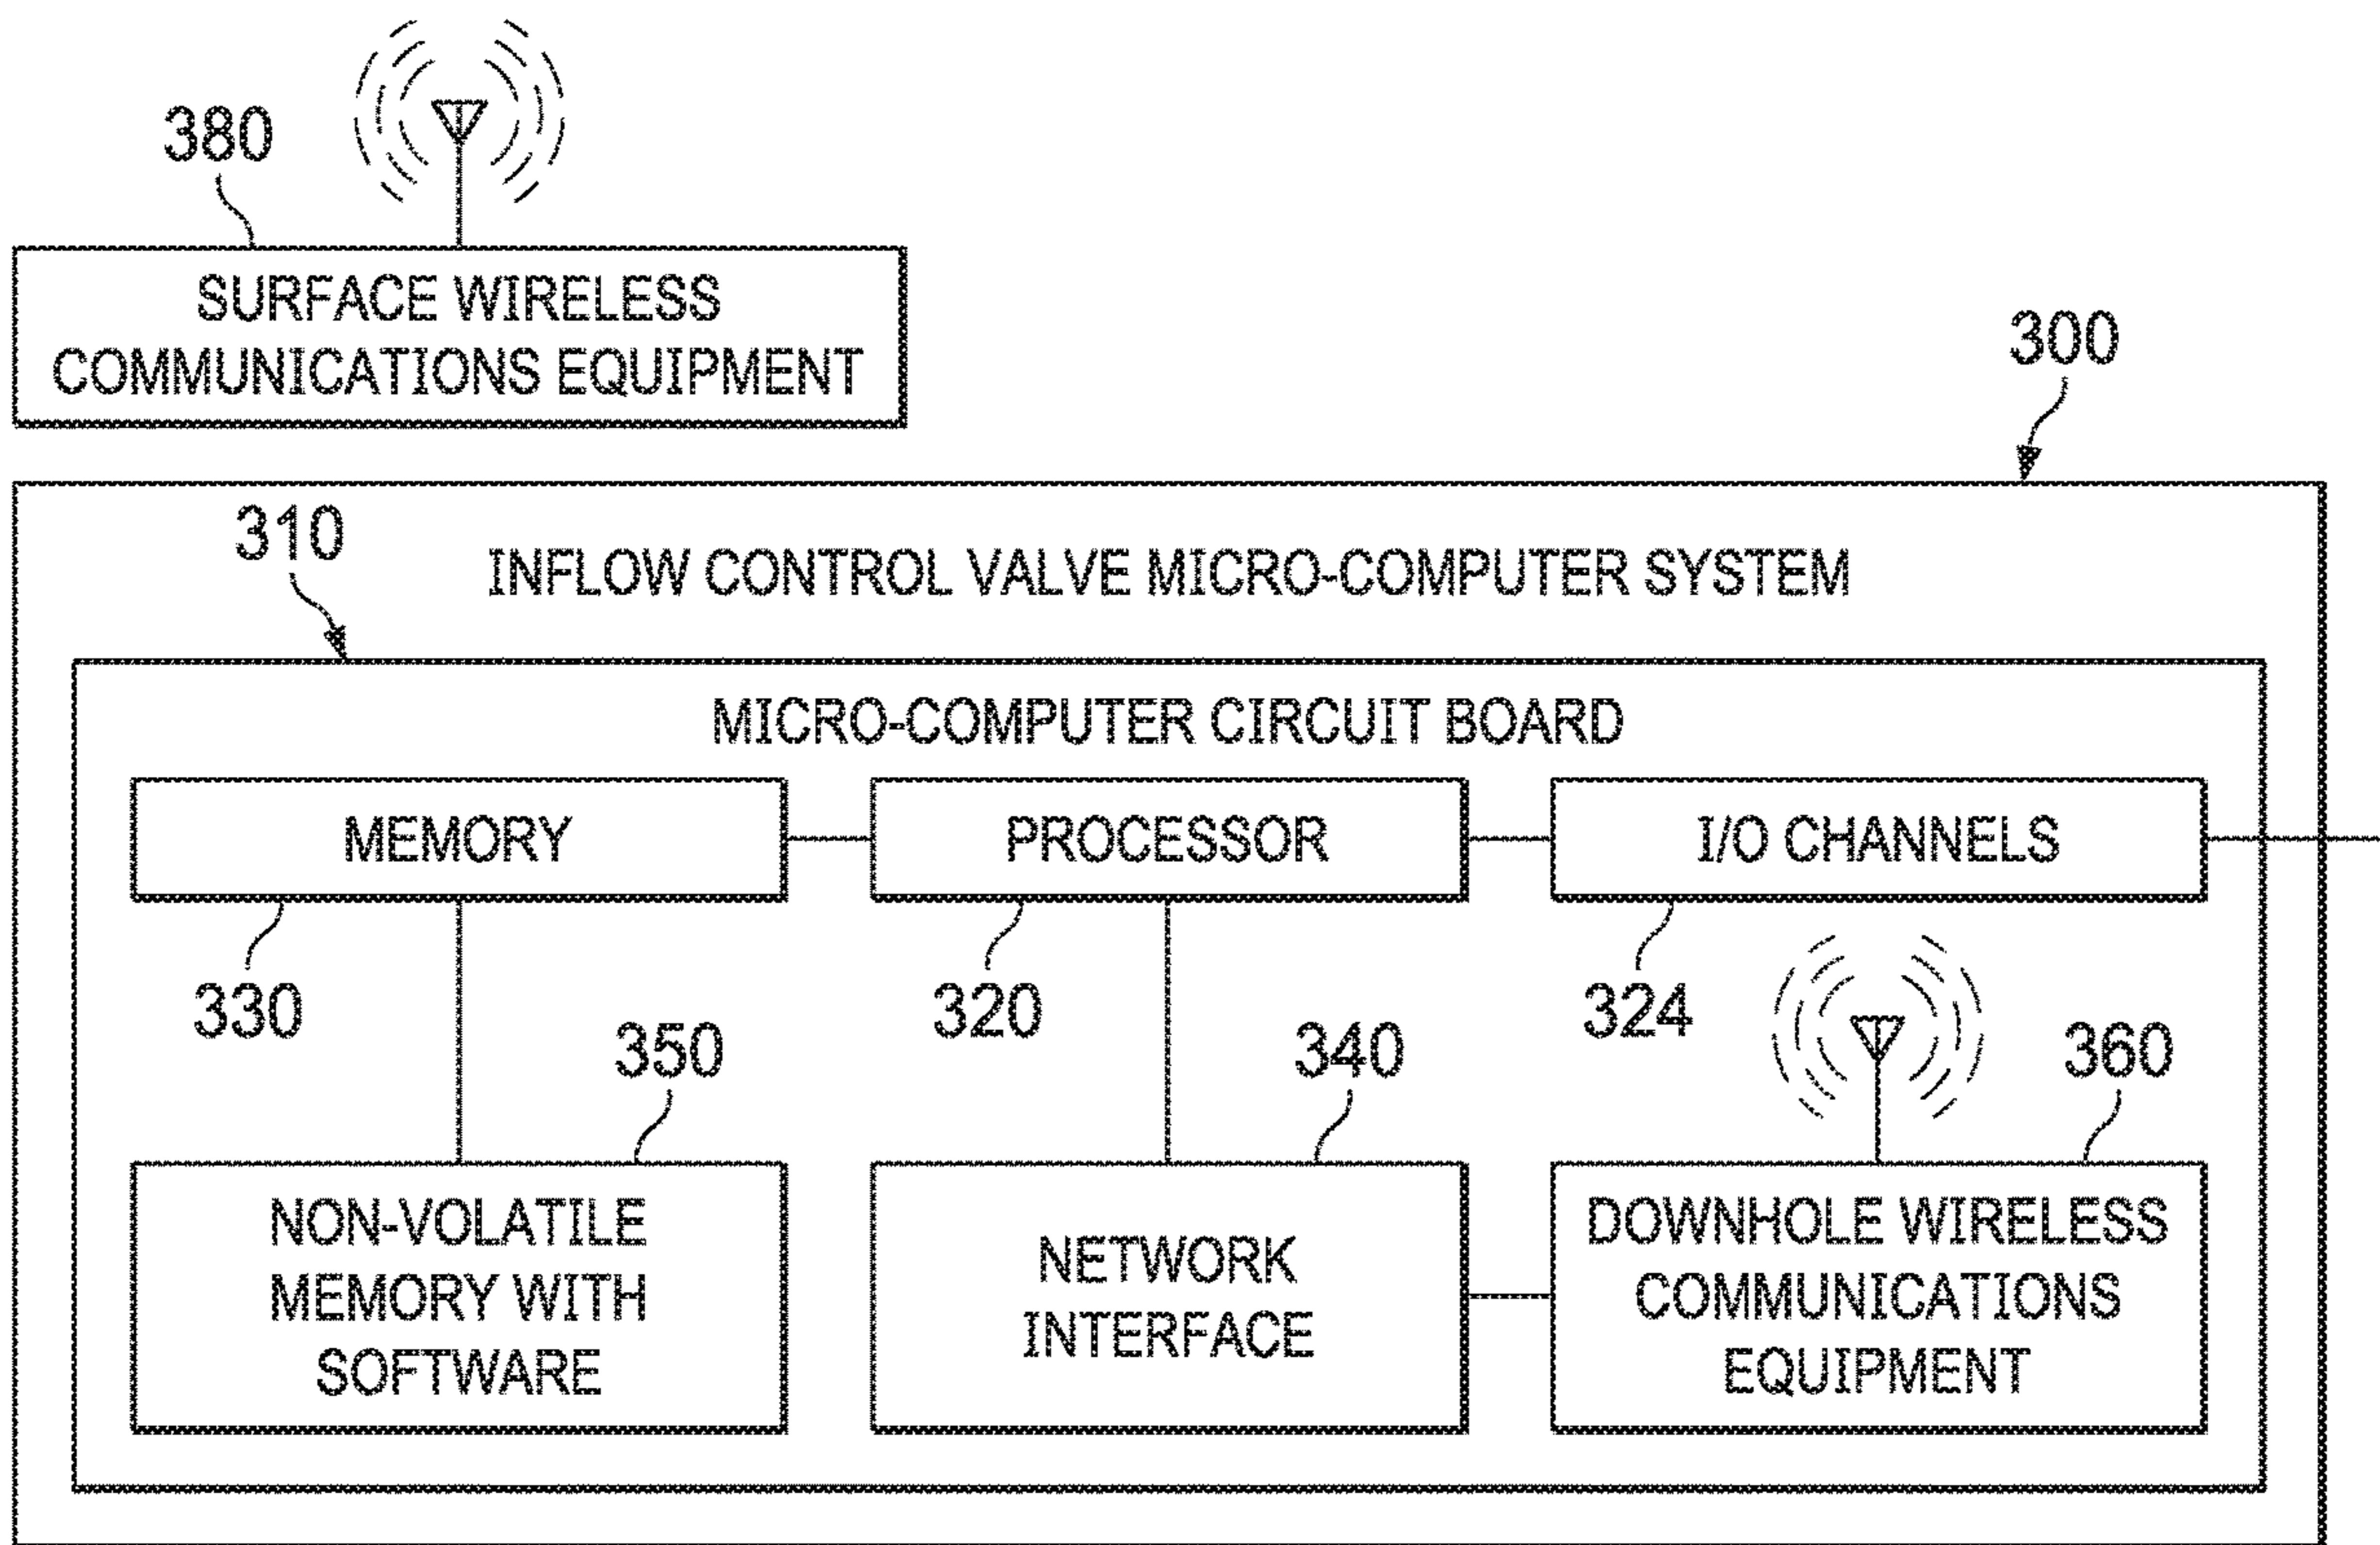 380
SURFACE WIRELESS
COMMUNICATIONS EQUIPMENT
300
310
INFLOW CONTROL VALVE MICRO-COMPUTER SYSTEM
MICRO-COMPUTER CIRCUIT BOARD
MEMORY
PROCESSOR
I/O CHANNELS
330
320
324
350
340
360
NON-VOLATILE
MEMORY WITH
SOFTWARE
NETWORK
INTERFACE
DOWNHOLE WIRELESS
COMMUNICATIONS
EQUIPMENT